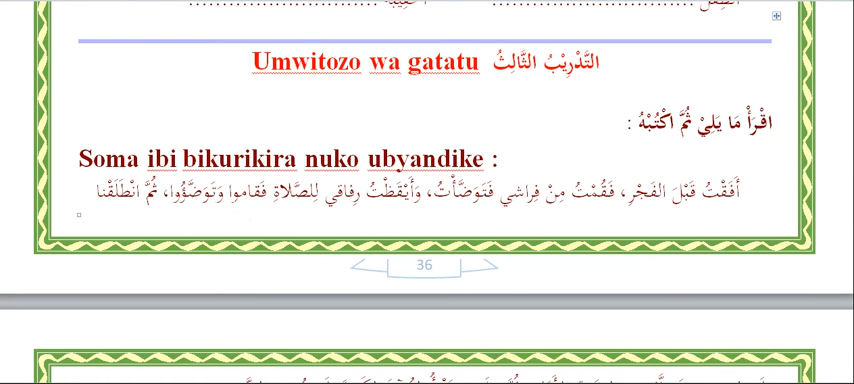 التَّدْرِيْبُ الثَّالِثُ Umwitozo wa gatatu
اقْرَأْ مَا يَلِيْ ثُمَّ اكْتُبْهُ :
Soma ibi bikurikira nuko ubyandike :
أَفَقْتُ قَبْلَ الفَجْرِ، فَقُمْتُ مِنْ فِراشي فَتَوَضَّأْتُ، وَأَيْقَظْتُ رِفاقي لِلصَّلاةِ فَقاموا وَتَوَضَّؤُوا، ثُمَّ انْطَلَقْنا
36